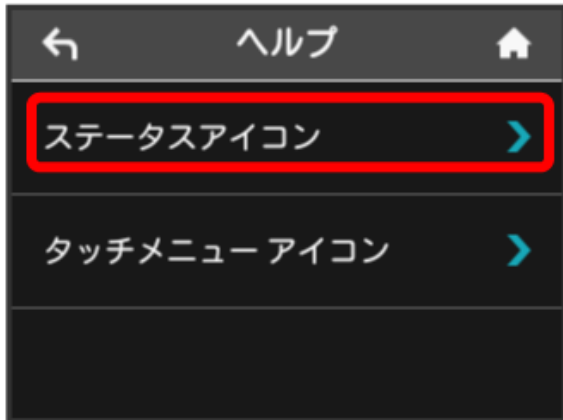 ヘルプ
ステータスアイコン
タッチメニュー アイコン